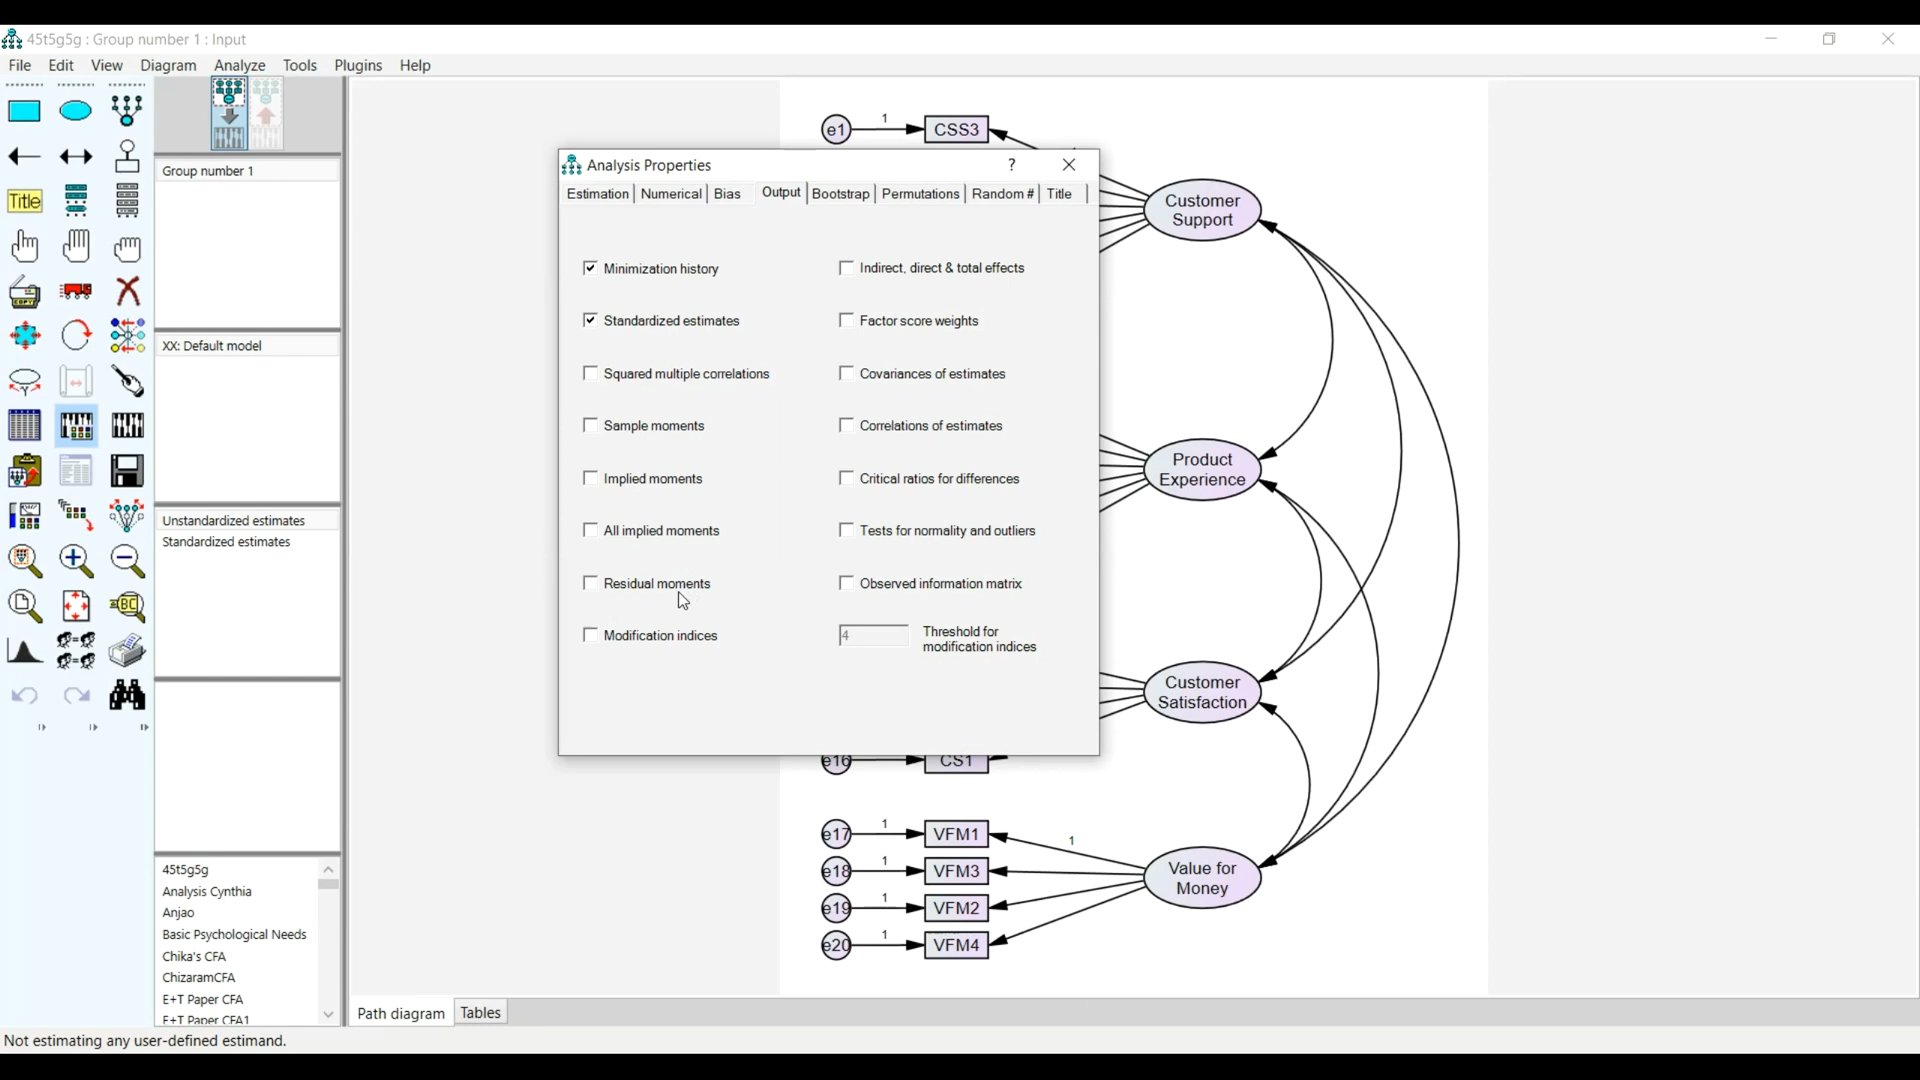 45t5g5g : Group number 1 : Input
File Edit View Diagram Analyze Tools Plugins Help
Title
COPY
ABC
Group number 1
XX: Default model
Unstandardized estimates
Standardized estimates
45t5g5g
Analysis Cynthia
Anjao
Basic Psychological Needs
Chika's CFA
ChizaramCFA
E+T Paper CFA
E+T Paper CFA1
Analysis Properties ?
Estimation Numerical Bias Output Bootstrap Permutations Random # Title
Minimization history
Standardized estimates
Squared multiple correlations
Sample moments
Implied moments
All implied moments
Residual moments
Modification indices
Indirect, direct & total effects
Factor score weights
Covariances of estimates
Correlations of estimates
Critical ratios for differences
Tests for normality and outliers
Observed information matrix
4
Threshold for
modification indices
e1 1 CSS3
Customer
Support
Product
Experience
Customer
Satisfaction
e16 CS1
e17 1 VFM1 1
e18 1 VFM3
e19 1 VFM2
e20 1 VFM4
Value for
Money
Path diagram Tables
Not estimating any user-defined estimand.